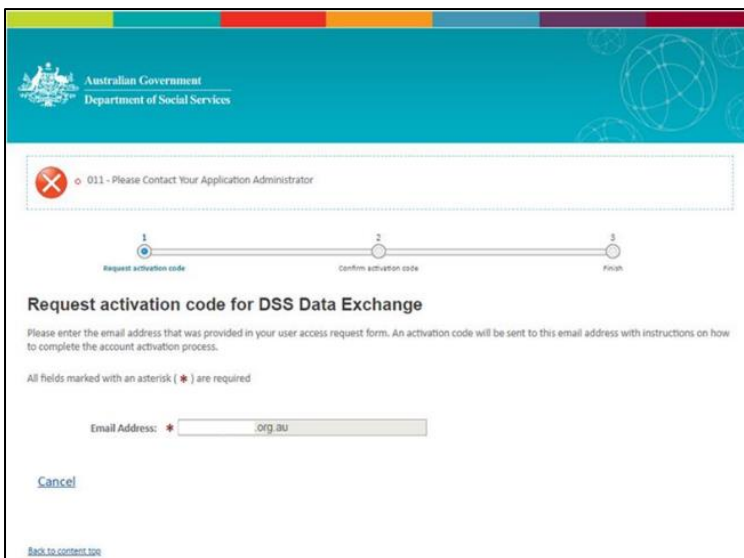 Australian Government
Department of Social Services
011 - Please Contact Your Application Administrator
1 2 3
Request activation code Confirm activation code Finish
Request activation code for DSS Data Exchange
Please enter the email address that was provided in your user access request form. An activation code will be sent to this email address with instructions on how
to complete the account activation process.
All fields marked with an asterisk ( * ) are required
Email Address: * .org.au
Cancel
Back to content top